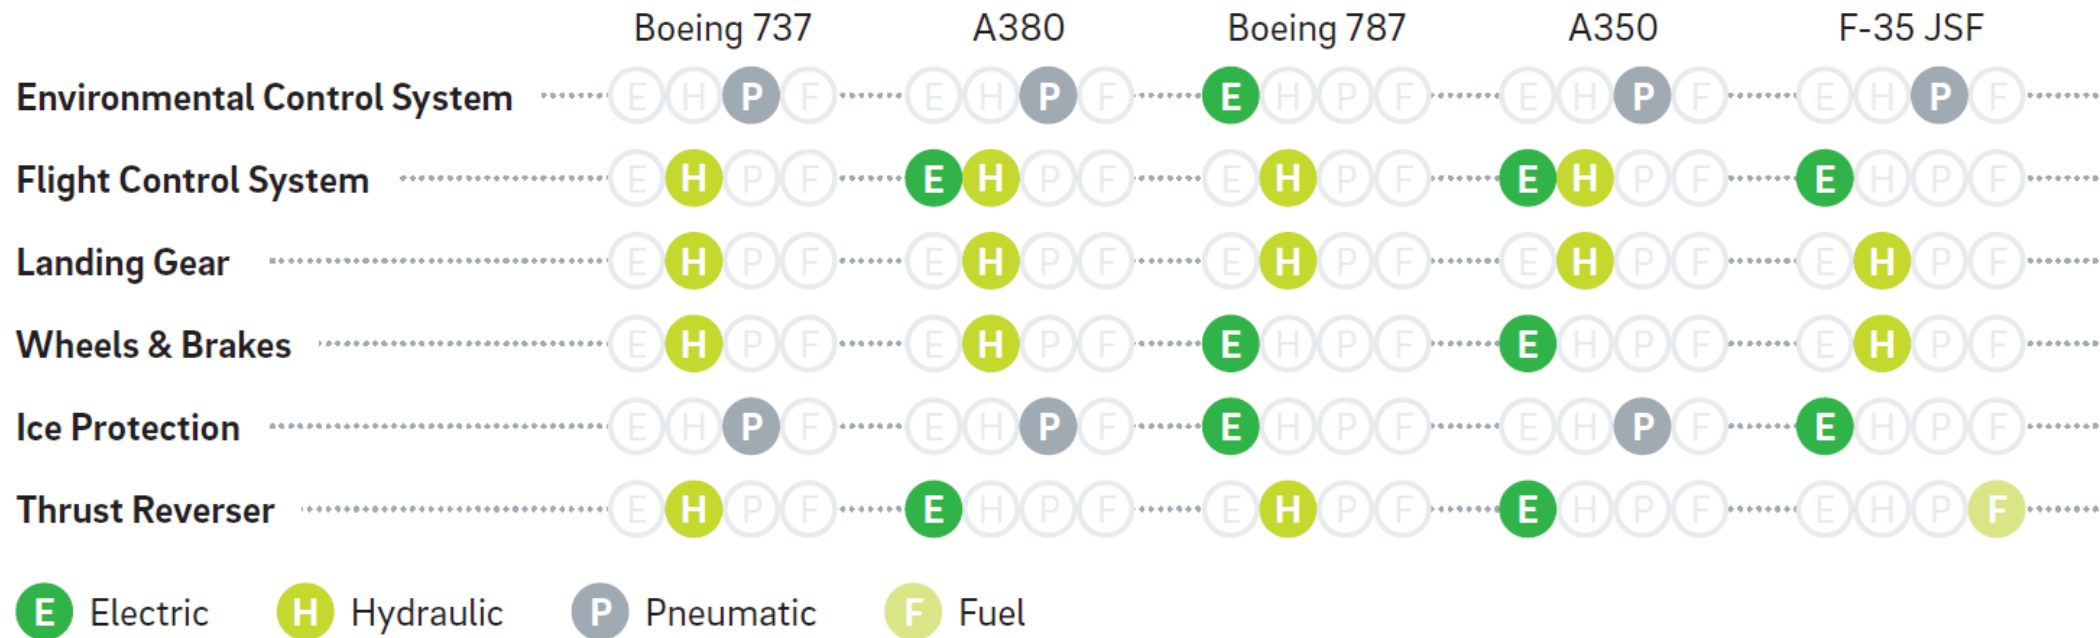 Boeing 737 A380 Boeing 787 A350 F-35 JSF
Environmental Control System E H P F E H P F E H P F E H P F E H P F
Flight Control System E H P F E H P F E H P F E H P F E H P F
Landing Gear E H P F E H P F E H P F E H P F E H P F
Wheels & Brakes E H P F E H P F E H P F E H P F E H P F
Ice Protection E H P F E H P F E H P F E H P F E H P F
Thrust Reverser E H P F E H P F E H P F E H P F E H P F
E Electric H Hydraulic P Pneumatic F Fuel